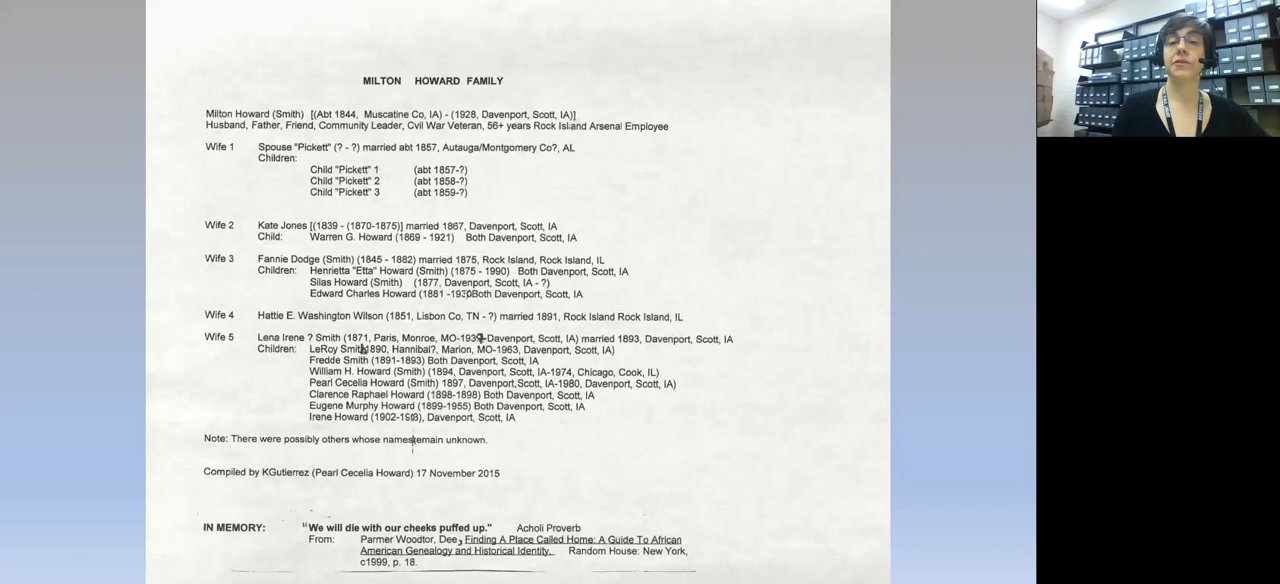 MILTON HOWARD FAMILY
Milton Howard (Smith) [(Abt 1844, Muscatine Co, IA) - (1928, Davenport, Scott, IA)]
Husband, Father, Friend, Community Leader, Civil War Veteran, 56+ years Rock Island Arsenal Employee
Wife 1 Spouse "Pickett" (? - ?) married abt 1857, Autauga/Montgomery Co?, AL
Children:
Child "Pickett" 1 (abt 1857-?)
Child "Pickett" 2 (abt 1858-?)
Child "Pickett" 3 (abt 1859-?)
Wife 2 Kate Jones [(1839 - (1870-1875)] married 1867, Davenport, Scott, IA
Child: Warren G. Howard (1869 - 1921) Both Davenport, Scott, IA
Wife 3 Fannie Dodge (Smith) (1845 - 1882) married 1875, Rock Island, Rock Island, IL
Children: Henrietta "Etta" Howard (Smith) (1875 - 1990) Both Davenport, Scott, IA
Silas Howard (Smith) (1877, Davenport, Scott, IA - ?)
Edward Charles Howard (1881 -1930 Both Davenport, Scott, IA
Wife 4 Hattie E. Washington Wilson (1851, Lisbon Co, TN - ?) married 1891, Rock Island Rock Island, IL
Wife 5 Lena Irene ? Smith (1871, Paris, Monroe, Davenport, Scott, IA) married 1893, Davenport, Scott, IA
Children: LeRoy Smith 1890, Hannibal?, Marion, MO-1963, Davenport, Scott, IA)
Fredde Smith (1891-1893) Both Davenport, Scott, IA
William H. Howard (Smith) (1894, Davenport, Scott, IA-1974, Chicago, Cook, IL)
Pearl Cecelia Howard (Smith) 1897, Davenport,Scott, IA-1980, Davenport, Scott, IA)
Clarence Raphael Howard (1898-1898) Both Davenport, Scott, IA
Eugene Murphy Howard (1899-1955) Both Davenport, Scott, IA
Irene Howard Davenport, Scott, IA
Note: There were possibly others whose names remain unknown.
Compiled by KGutierrez (Pearl Cecelia Howard) 17 November 2015
IN MEMORY: "We will die with our cheeks puffed up." Acholi Proverb
From: Parmer Woodtor, Dee, Finding A Place Called Home: A Guide To African
American Genealogy and Historical Identity. Random House: New York,
c1999, p. 18.